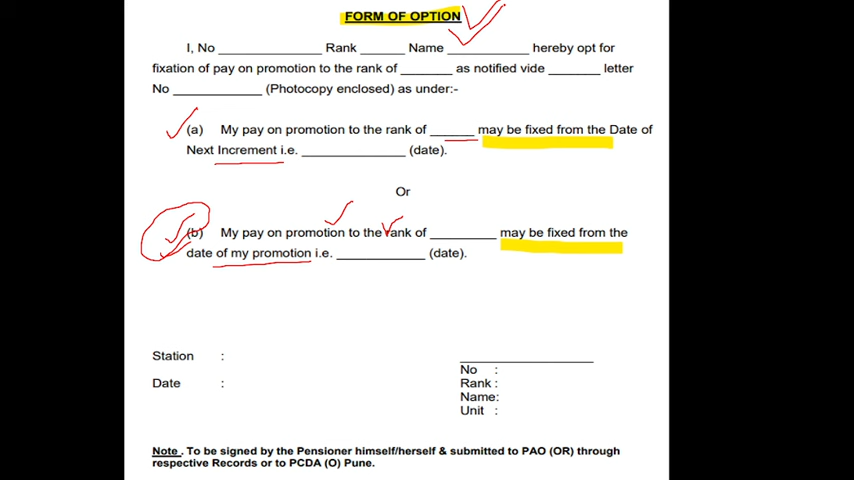 FORM OF OPTION
I, No _______________ Rank ______ Name ____________ hereby opt for
fixation of pay on promotion to the rank of _______ as notified vide _______ letter
No _____________ (Photocopy enclosed) as under:-
(a) My pay on promotion to the rank of ______ may be fixed from the Date of
Next Increment i.e. _______________ (date).
Or
(b) My pay on promotion to the rank of _________ may be fixed from the
date of my promotion i.e. _____________ (date).
Station :
Date :
___________________
No :
Rank :
Name:
Unit :
Note . To be signed by the Pensioner himself/herself & submitted to PAO (OR) through
respective Records or to PCDA (O) Pune.